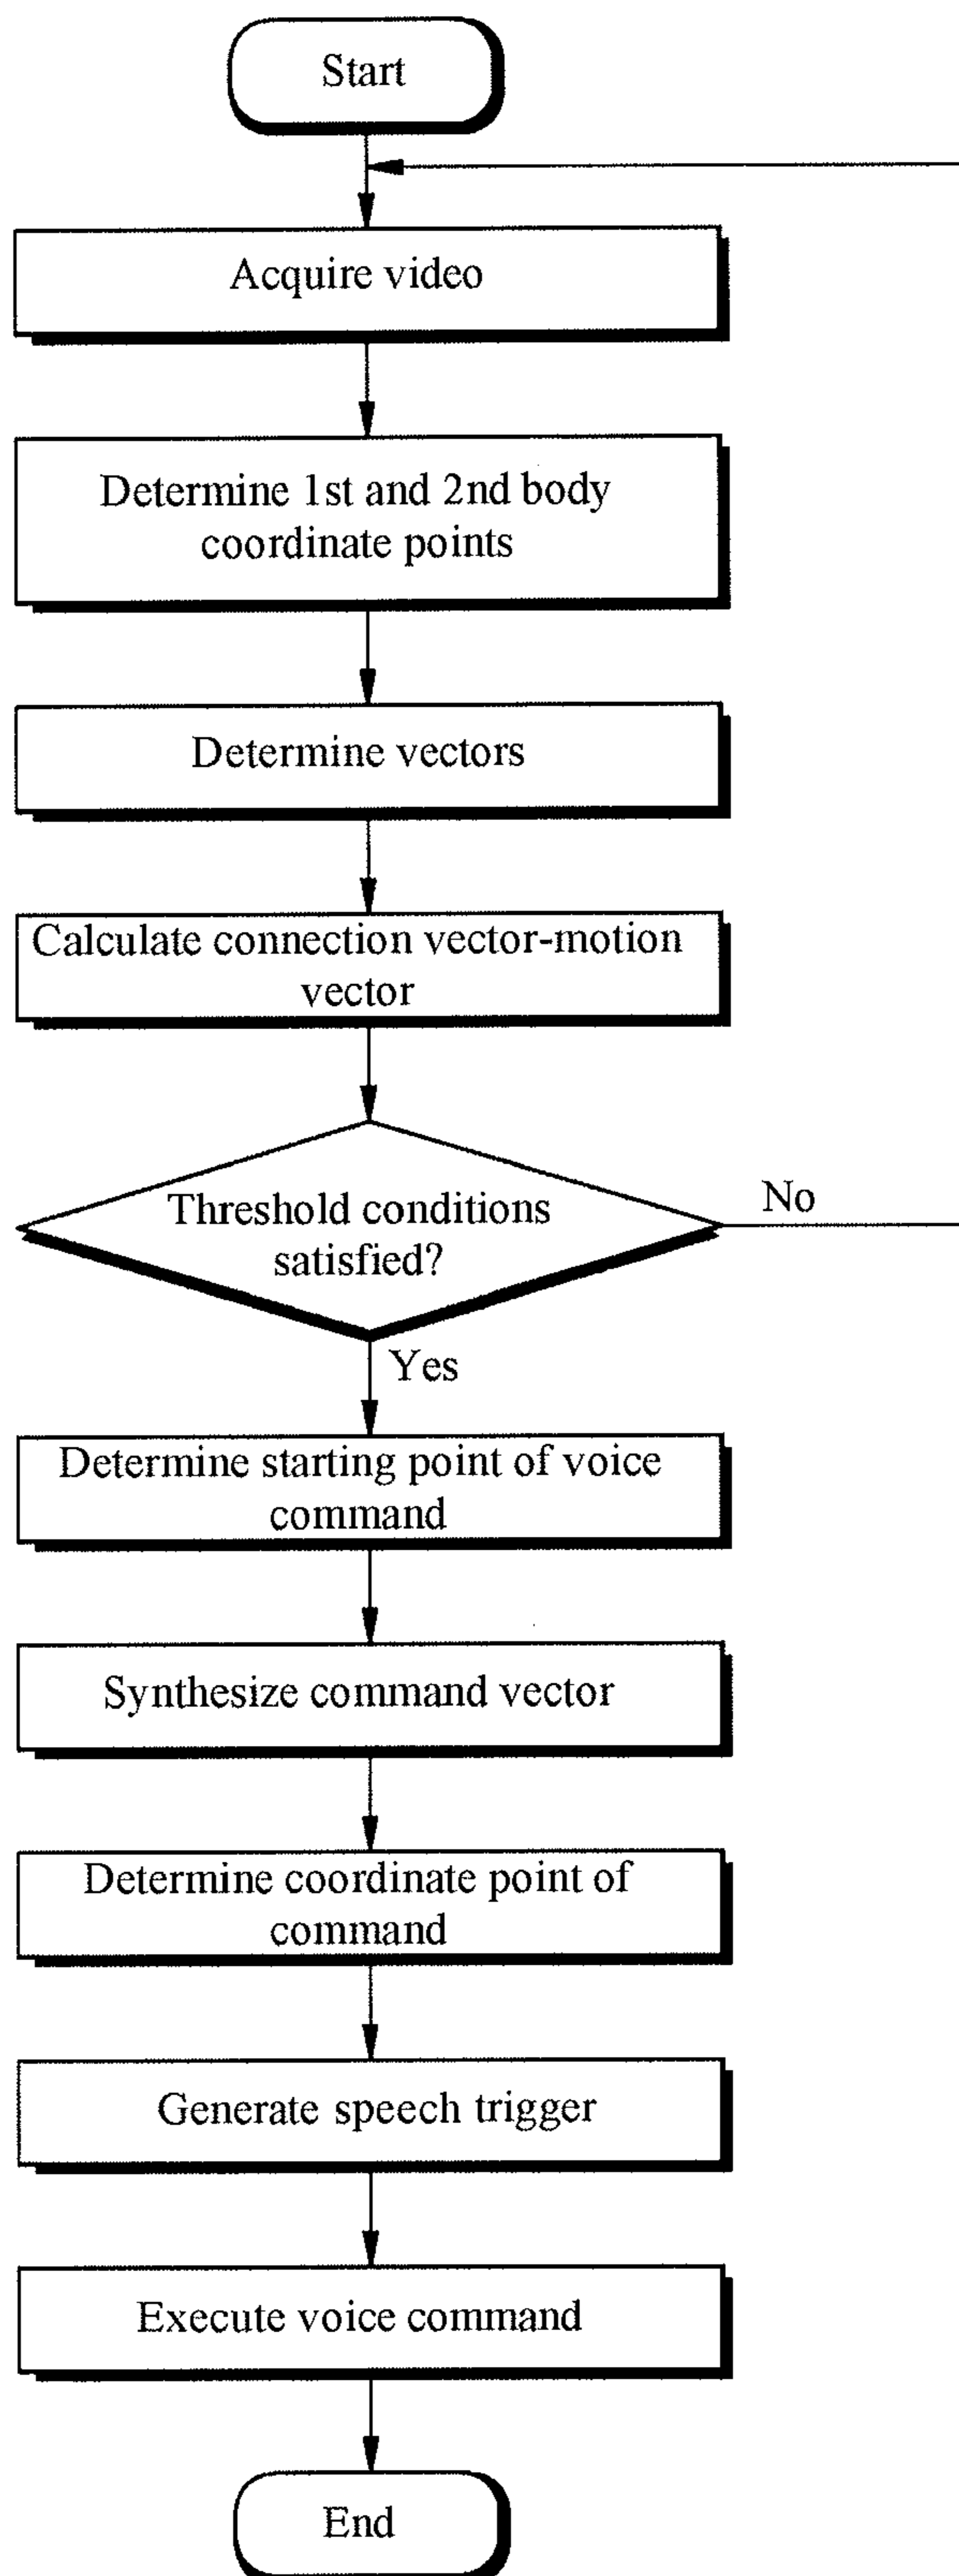 Start
Acquire video
Determine 1st and 2nd body
coordinate points
Determine vectors
Calculate connection vector-motion
vector
Threshold conditions
satisfied?
No
Yes
Determine starting point of voice
command
Synthesize command vector
Determine coordinate point of
command
Generate speech trigger
Execute voice command
End